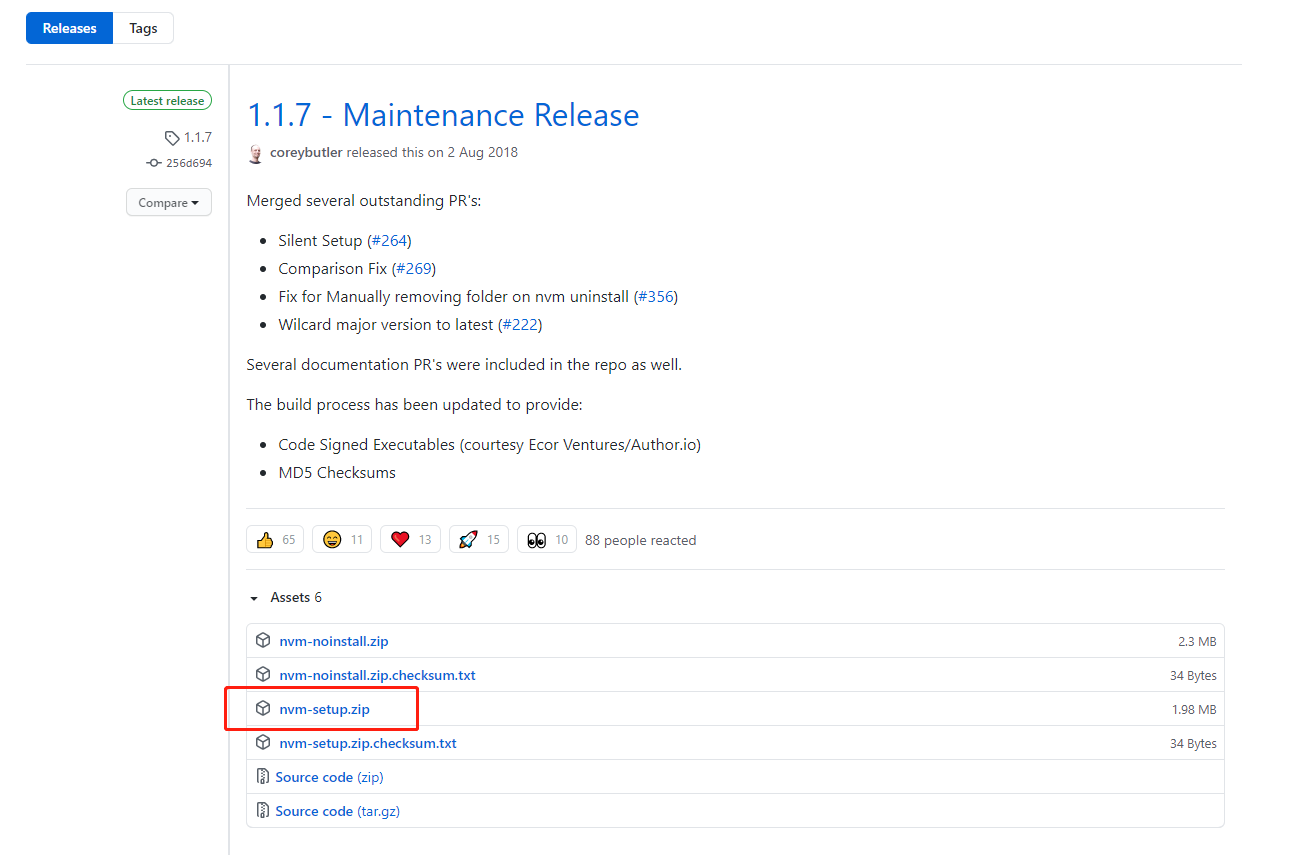 Releases Tags
Latest release
1.1.7
256d694
Compare
1.1.7 - Maintenance Release
coreybutler released this on 2 Aug 2018
Merged several outstanding PR's:
Silent Setup (#264)
Comparison Fix (#269)
Fix for Manually removing folder on nvm uninstall (#356)
Wilcard major version to latest (#222)
Several documentation PR's were included in the repo as well.
The build process has been updated to provide:
Code Signed Executables (courtesy Ecor Ventures/Author.io)
MD5 Checksums
65 11 13 15 10 88 people reacted
Assets 6
nvm-noinstall.zip 2.3 MB
nvm-noinstall.zip.checksum.txt 34 Bytes
nvm-setup.zip 1.98 MB
nvm-setup.zip.checksum.txt 34 Bytes
Source code (zip)
Source code (tar.gz)